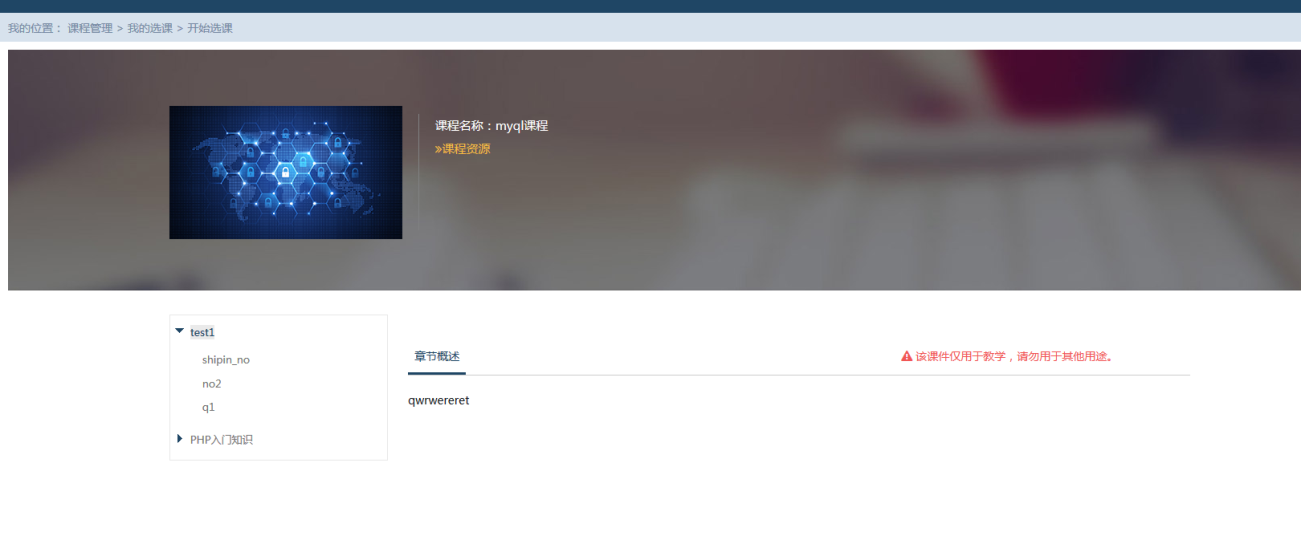 我的位置： 课程管理 > 我的选课 > 开始选课
课程名称：myql课程
»课程资源
test1
shipin_no
no2
q1
PHP入门知识
章节概述
该课件仅用于教学，请勿用于其他用途。
qwrwereret